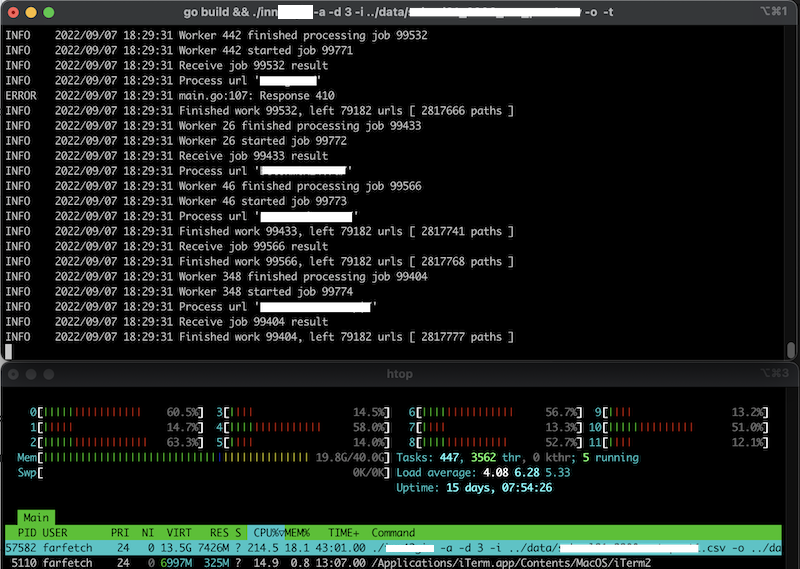 go build && ./inn -a -d 3 -i ../data/ -o -t ⌥⌘1
INFO 2022/09/07 18:29:31 Worker 442 finished processing job 99532
INFO 2022/09/07 18:29:31 Worker 442 started job 99771
INFO 2022/09/07 18:29:31 Receive job 99532 result
INFO 2022/09/07 18:29:31 Process url ' '
ERROR 2022/09/07 18:29:31 main.go:107: Response 410
INFO 2022/09/07 18:29:31 Finished work 99532, left 79182 urls [ 2817666 paths ]
INFO 2022/09/07 18:29:31 Worker 26 finished processing job 99433
INFO 2022/09/07 18:29:31 Worker 26 started job 99772
INFO 2022/09/07 18:29:31 Receive job 99433 result
INFO 2022/09/07 18:29:31 Process url ' '
INFO 2022/09/07 18:29:31 Worker 46 finished processing job 99566
INFO 2022/09/07 18:29:31 Worker 46 started job 99773
INFO 2022/09/07 18:29:31 Process url ' '
INFO 2022/09/07 18:29:31 Finished work 99433, left 79182 urls [ 2817741 paths ]
INFO 2022/09/07 18:29:31 Receive job 99566 result
INFO 2022/09/07 18:29:31 Finished work 99566, left 79182 urls [ 2817768 paths ]
INFO 2022/09/07 18:29:31 Worker 348 finished processing job 99404
INFO 2022/09/07 18:29:31 Worker 348 started job 99774
INFO 2022/09/07 18:29:31 Process url ' '
INFO 2022/09/07 18:29:31 Receive job 99404 result
INFO 2022/09/07 18:29:31 Finished work 99404, left 79182 urls [ 2817777 paths ]
htop ⌥⌘3
0[ 60.5%] 3[ 14.5%] 6[ 56.7%] 9[ 13.2%]
1[ 14.7%] 4[ 58.0%] 7[ 13.3%] 10[ 51.0%]
2[ 63.3%] 5[ 14.0%] 8[ 52.7%] 11[ 12.1%]
Mem[ 19.8G/40.0G] Tasks: 447, 3562 thr, 0 kthr; 5 running
Swp[ 0K/0K] Load average: 4.08 6.28 5.33
Uptime: 15 days, 07:54:26
Main
PID USER PRI NI VIRT RES S CPU%▽MEM% TIME+ Command
57582 farfetch 24 0 13.5G 7426M ? 214.5 18.1 43:01.00 ./ -a -d 3 -i ../data/ .csv -o ../da
5110 farfetch 24 0 6997M 325M ? 14.9 0.8 13:07.00 /Applications/iTerm.app/Contents/MacOS/iTerm2